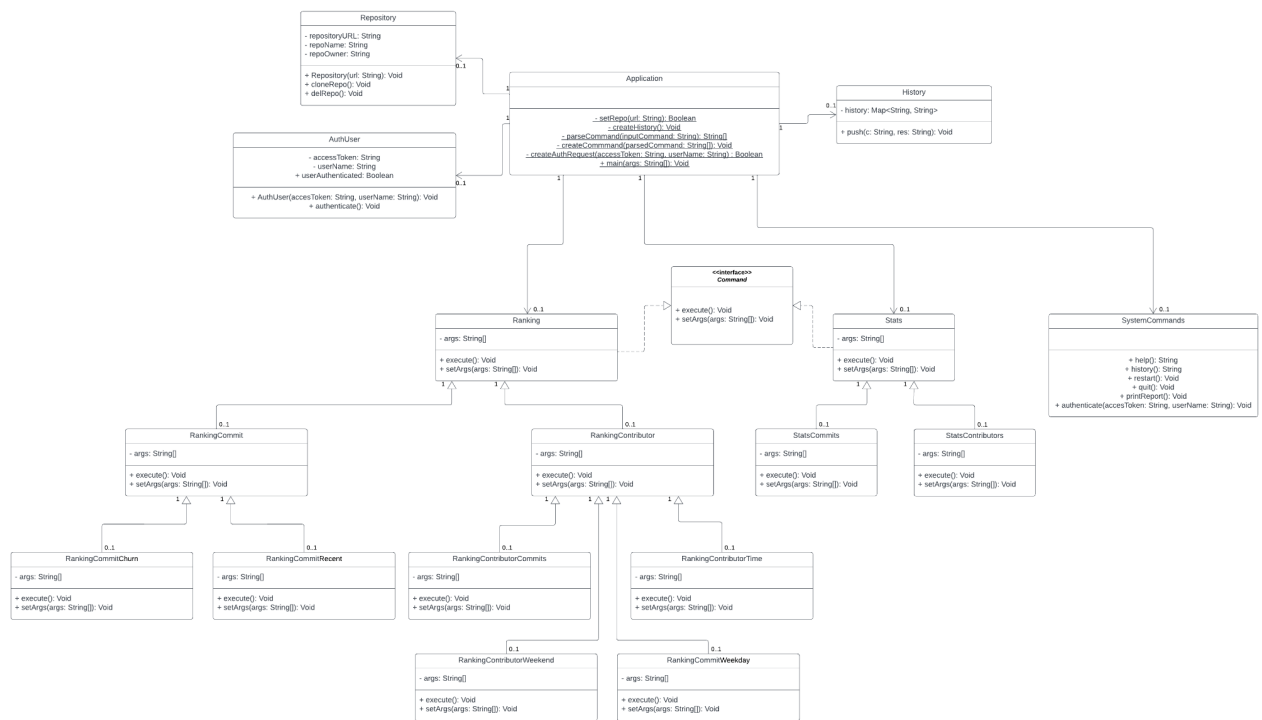 Repository
- repositoryURL: String
- repoName: String
- repoOwner: String
+ Repository(url: String): Void
+ cloneRepo(): Void
+ delRepo(): Void
0..1
1
Application
- setRepo(url: String): Boolean
- createHistory(): Void
- parseCommand(inputCommand: String): String[]
- createCommmand(parsedCommand: String[]): Void
- createAuthRequest(accessToken: String, userName: String) : Boolean
+ main(args: String[]): Void
History
- history: Map<String, String>
+ push(c: String, res: String): Void
0..1
1
AuthUser
- accessToken: String
- userName: String
+ userAuthenticated: Boolean
+ AuthUser(accesToken: String, userName: String): Void
+ authenticate(): Void
1
0..1
1
1
1
<<interface>>
Command
+ execute(): Void
+ setArgs(args: String[]): Void
0..1
0..1
0..1
Ranking
- args: String[]
+ execute(): Void
+ setArgs(args: String[]): Void
Stats
- args: String[]
+ execute(): Void
+ setArgs(args: String[]): Void
SystemCommands
+ help(): String
+ history(): String
+ restart(): Void
+ quit(): Void
+ printReport(): Void
+ authenticate(accesToken: String, userName: String): Void
1
1
1
1
0..1
0..1
0..1
0..1
RankingCommit
- args: String[]
+ execute(): Void
+ setArgs(args: String[]): Void
RankingContributor
- args: String[]
+ execute(): Void
+ setArgs(args: String[]): Void
StatsCommits
- args: String[]
+ execute(): Void
+ setArgs(args: String[]): Void
StatsContributors
- args: String[]
+ execute(): Void
+ setArgs(args: String[]): Void
1
1
1
1
1
1
0..1
0..1
0..1
0..1
RankingCommitChurn
- args: String[]
+ execute(): Void
+ setArgs(args: String[]): Void
RankingCommitRecent
- args: String[]
+ execute(): Void
+ setArgs(args: String[]): Void
RankingContributorCommits
- args: String[]
+ execute(): Void
+ setArgs(args: String[]): Void
RankingContributorTime
- args: String[]
+ execute(): Void
+ setArgs(args: String[]): Void
0..1
0..1
RankingContributorWeekend
- args: String[]
+ execute(): Void
+ setArgs(args: String[]): Void
RankingCommitWeekday
- args: String[]
+ execute(): Void
+ setArgs(args: String[]): Void